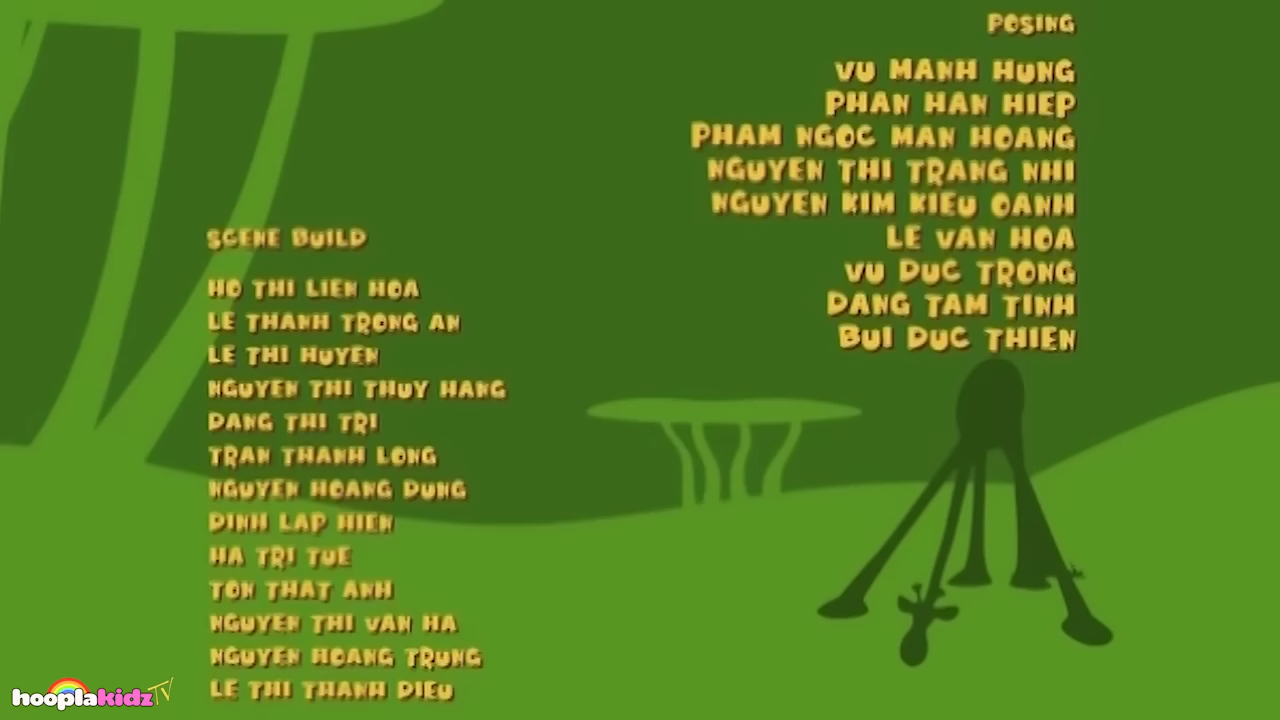 POSING
VU MANH HUNG
PHAN HAN HIEP
PHAM NGOC MAN HOANG
NGUYEN THI TRANG NHI
NGUYEN KIM KIEU OANH
LE VAN HOA
VU DUC TRONG
DANG TAM TINH
BUI DUC THIEN
SCENE BUILD
HO THI LIEN HOA
LE THANH TRONG AN
LE THI HUYEN
NGUYEN THI THUY HANG
DANG THI TRI
TRAN THANH LONG
NGUYEN HOANG DUNG
DINH LAP HIEN
HA TRI TUE
TON THAT ANH
NGUYEN THI VAN HA
NGUYEN HOANG TRUNG
LE THI THANH DIEU
hooplakidz TV